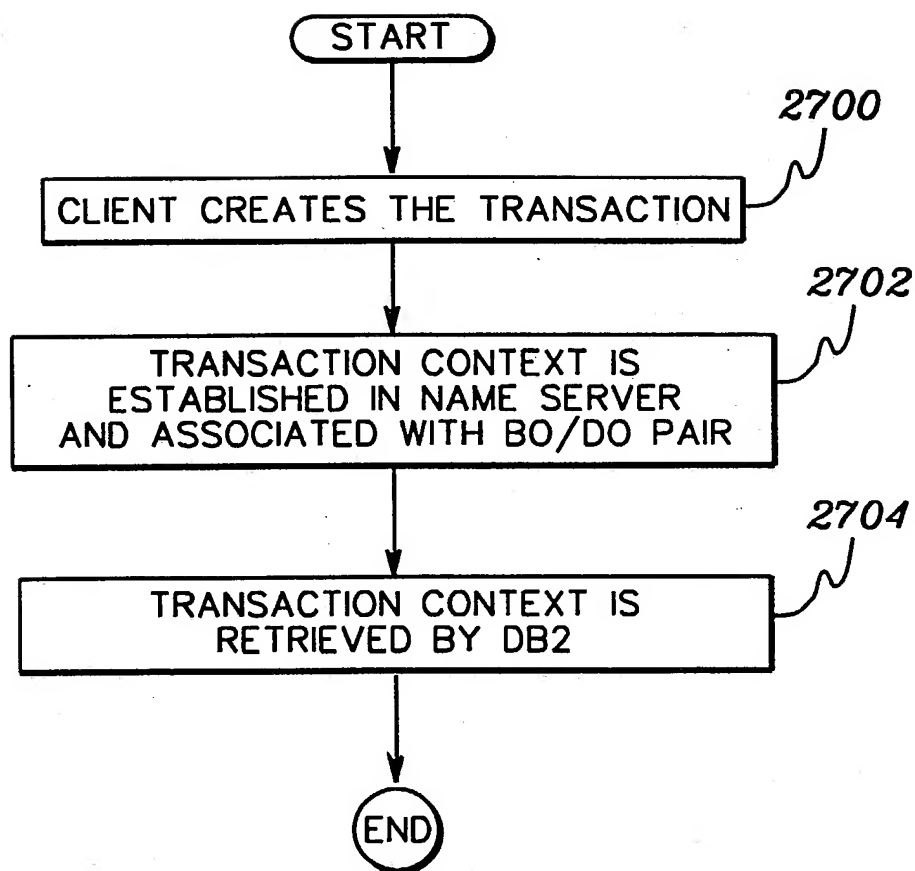 START
2700
CLIENT CREATES THE TRANSACTION
2702
TRANSACTION CONTEXT IS
ESTABLISHED IN NAME SERVER
AND ASSOCIATED WITH BO/DO PAIR
2704
TRANSACTION CONTEXT IS
RETRIEVED BY DB2
END